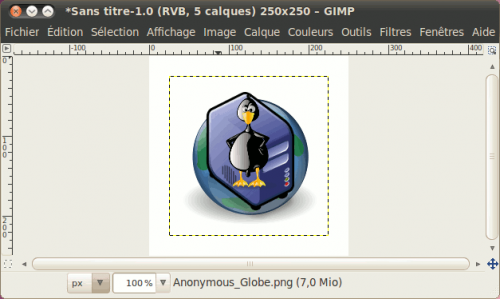 *Sans titre-1.0 (RVB, 5 calques) 250x250 – GIMP
Fichier Édition Sélection Affichage Image Calque Couleurs Outils Filtres Fenêtres Aide
-100 0 100 200 300 400
0
100
200
px 100% Anonymous_Globe.png (7,0 Mio)